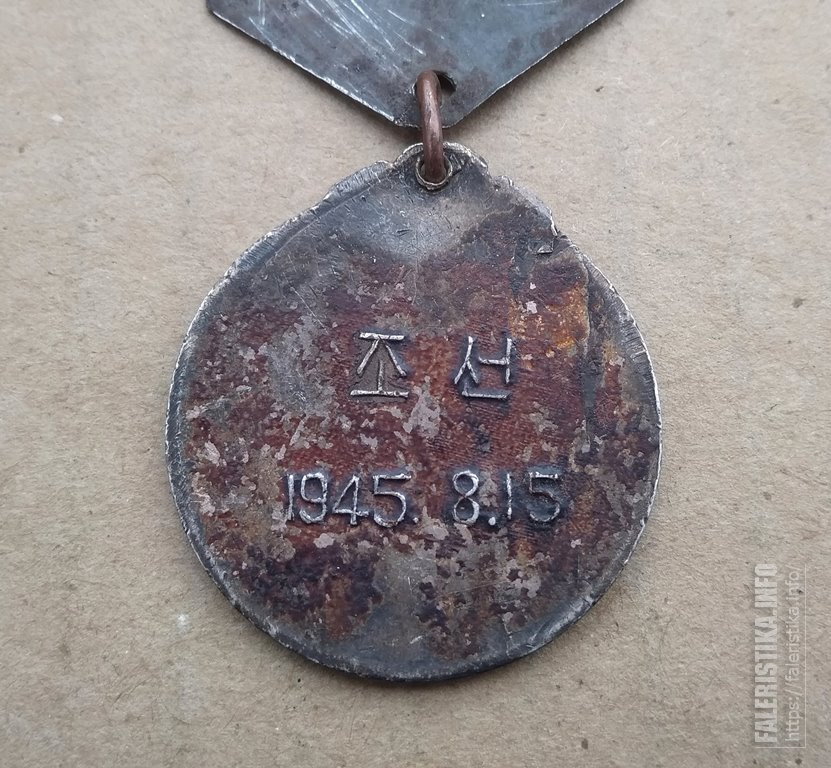 조 선
1945. 8.15
FALERISTIKA.INFO
https://faleristika.info/